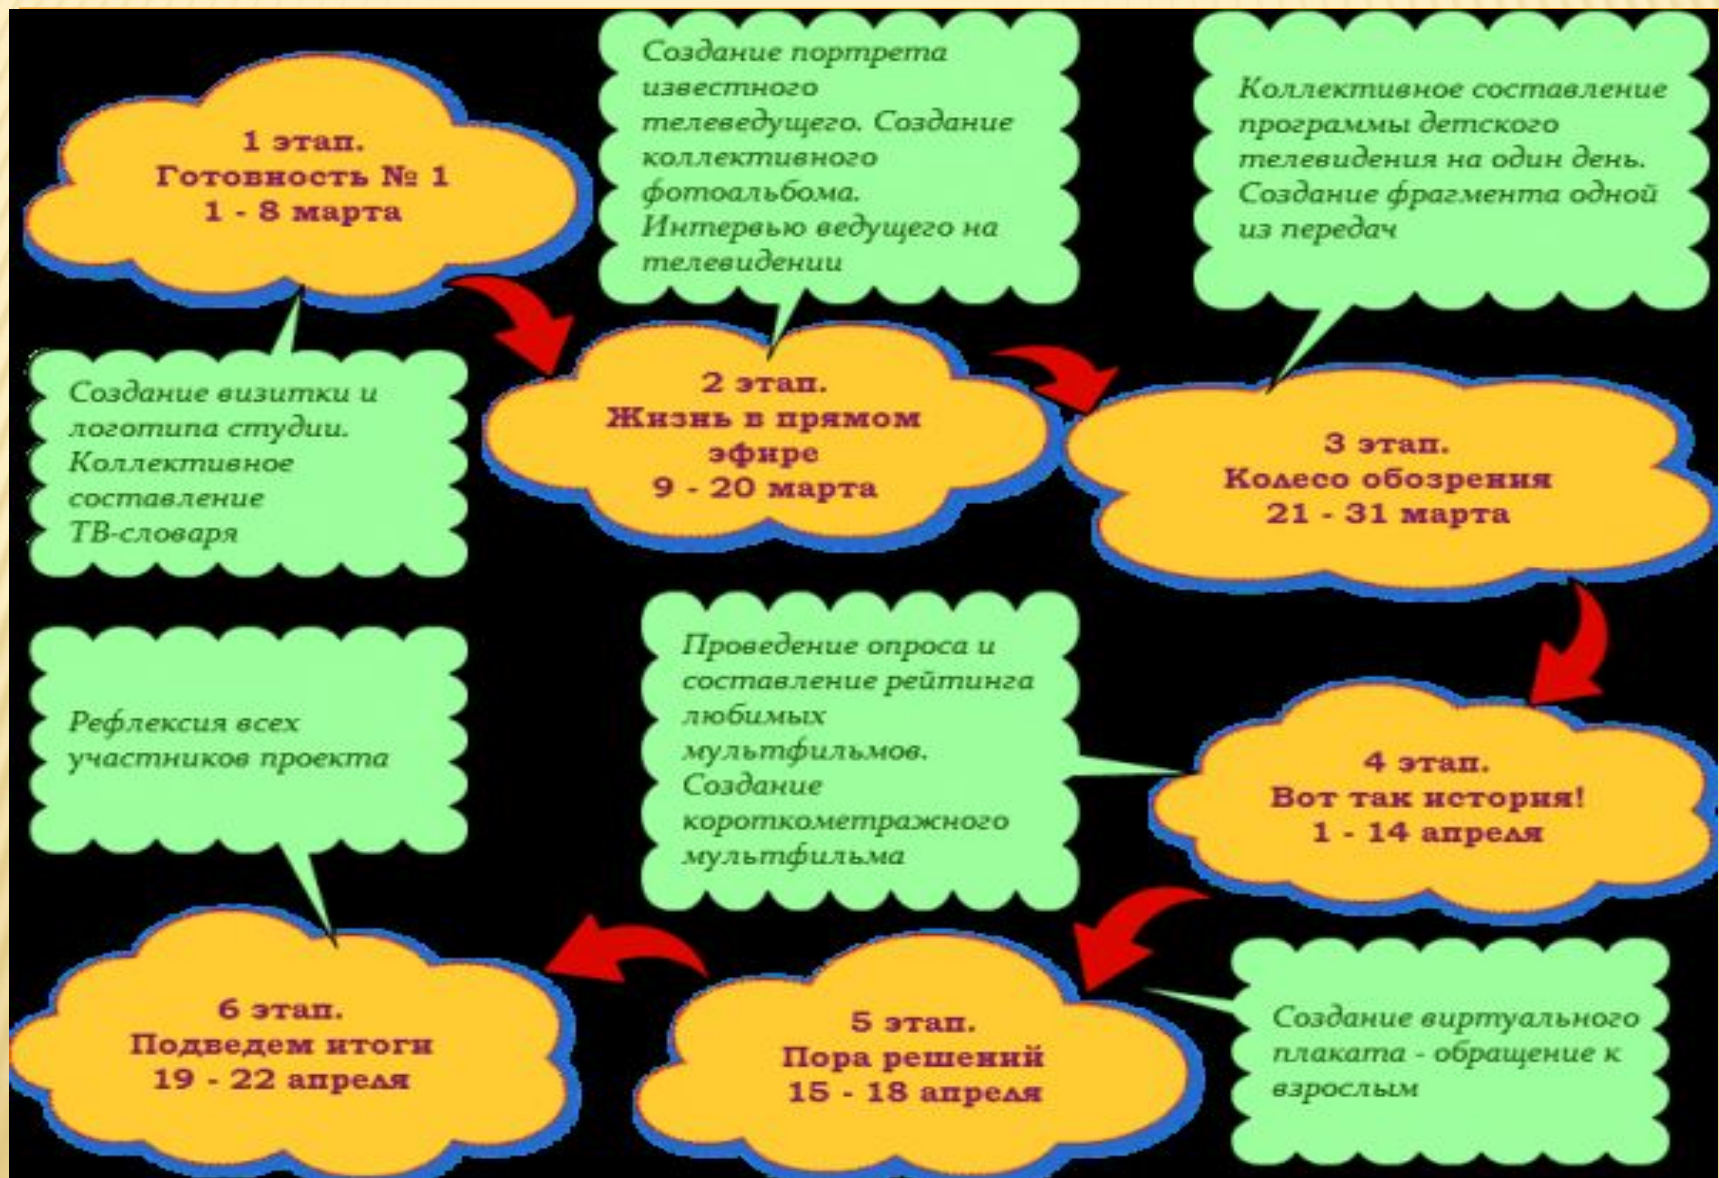 1 этап.
Готовность № 1
1 - 8 марта
Создание визитки и
логотипа студии.
Коллективное
составление
ТВ-словаря
Создание портрета
известного
телеведущего. Создание
коллективного
фотоальбома.
Интервью ведущего на
телевидении
2 этап.
Жизнь в прямом
эфире
9 - 20 марта
Коллективное составление
программы детского
телевидения на один день.
Создание фрагмента одной
из передач
3 этап.
Колесо обозрения
21 - 31 марта
Проведение опроса и
составление рейтинга
любимых
мультфильмов.
Создание
короткометражного
мультфильма
4 этап.
Вот так история!
1 - 14 апреля
Создание виртуального
плаката - обращение к
взрослым
5 этап.
Пора решений
15 - 18 апреля
Рефлексия всех
участников проекта
6 этап.
Подведем итоги
19 - 22 апреля